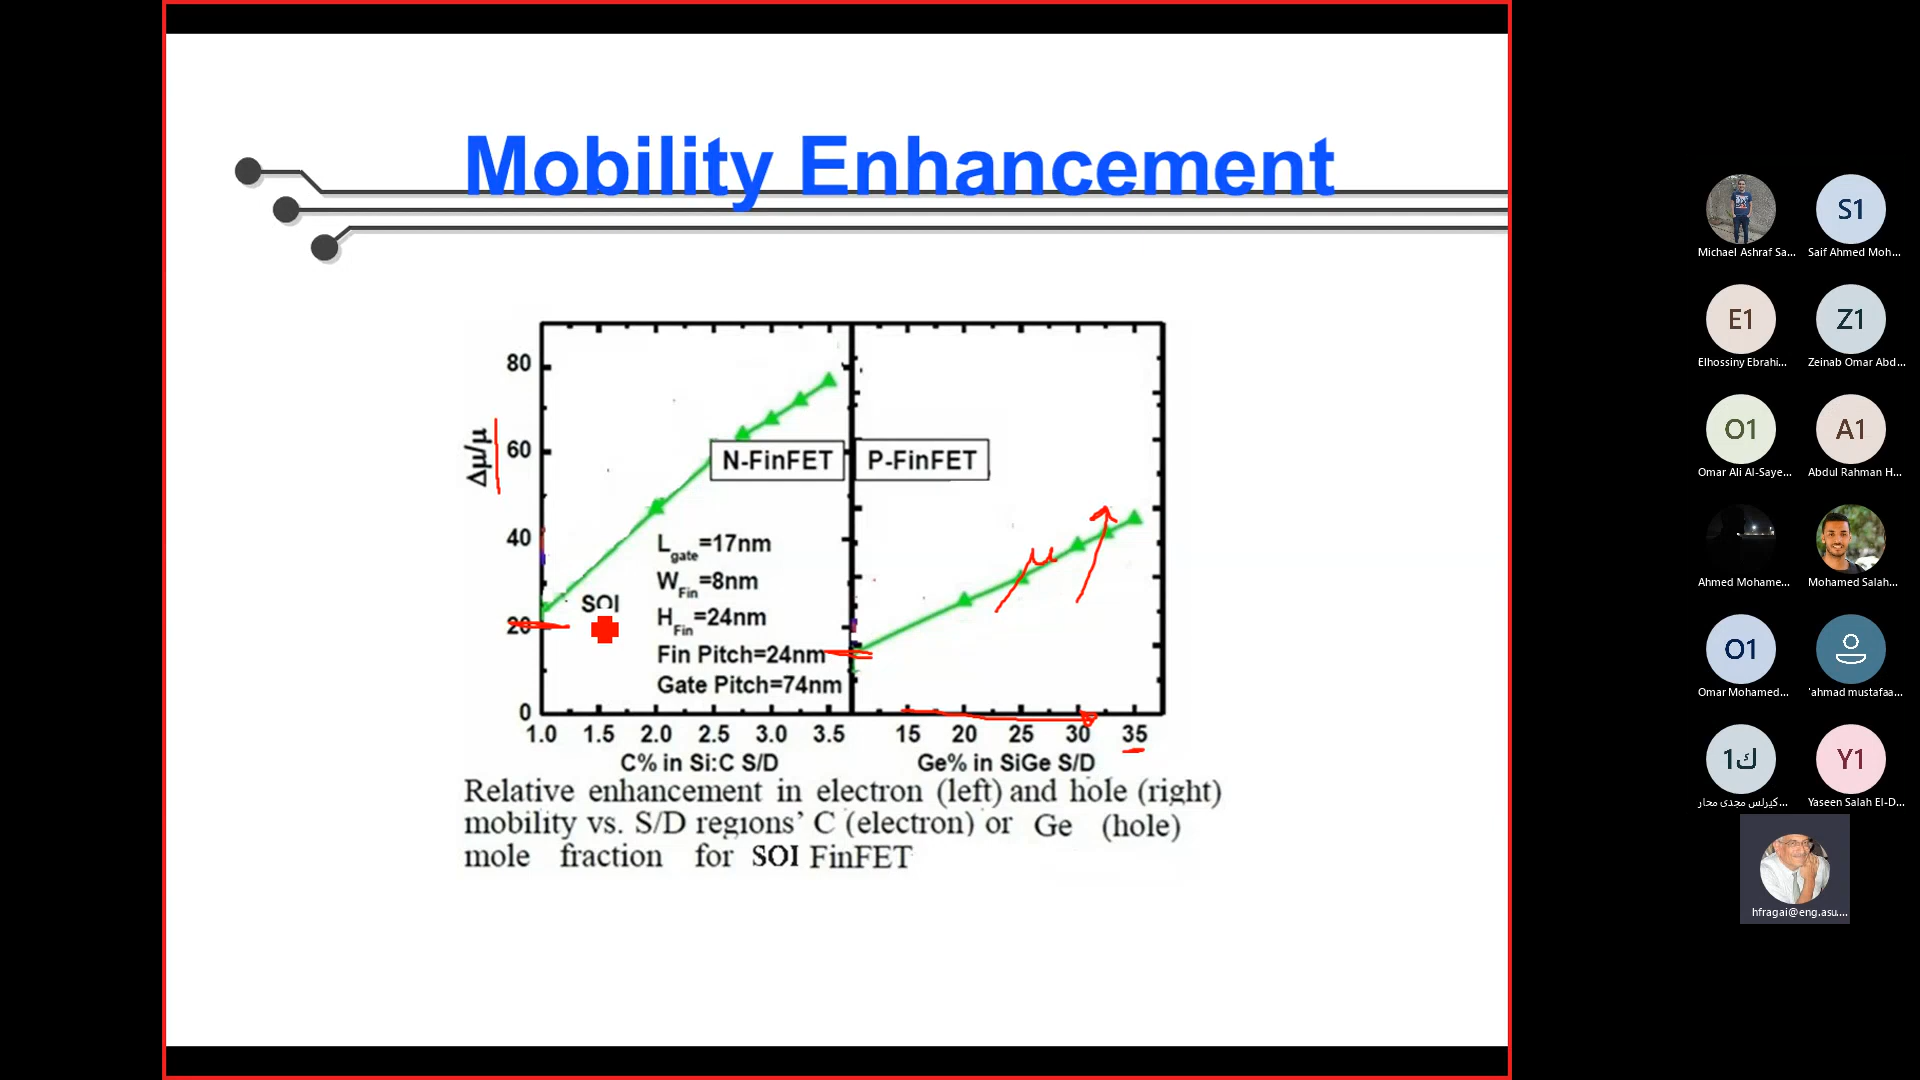 Mobility Enhancement
80
60
40
20
0
Δμ/μ
N-FinFET
P-FinFET
μ
SOI
Lgate=17nm
WFin=8nm
HFin=24nm
Fin Pitch=24nm
Gate Pitch=74nm
1.0 1.5 2.0 2.5 3.0 3.5
15 20 25 30 35
C% in Si:C S/D
Ge% in SiGe S/D
Relative enhancement in electron (left) and hole (right)
mobility vs. S/D regions’ C (electron) or Ge (hole)
mole fraction for SOI FinFET
Michael Ashraf Sa...
S1
Saif Ahmed Moh...
E1
Elhossiny Ebrahi...
Z1
Zeinab Omar Abd...
O1
Omar Ali Al-Saye...
A1
Abdul Rahman H...
Ahmed Mohame...
Mohamed Salah...
O1
Omar Mohamed...
'ahmad mustafaa...
ك1
كيرلس مجدى محار...
Y1
Yaseen Salah El-D...
hfragai@eng.asu....